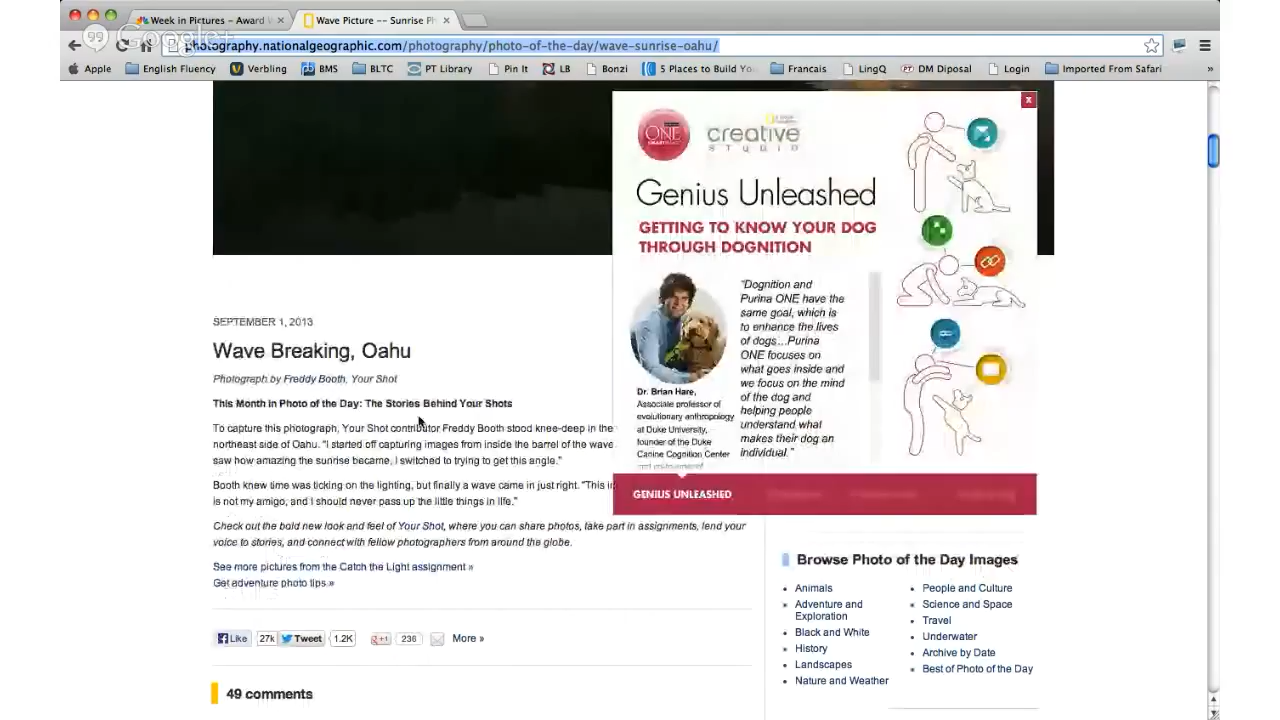 Week in Pictures – Award W
Wave Picture -- Sunrise Ph
Google+
photography.nationalgeographic.com/photography/photo-of-the-day/wave-sunrise-oahu/
Apple English Fluency Verbling BMS BLTC PT Library Pin It LB Bonzi 5 Places to Build Yo Francais LingQ DM Diposal Login Imported From Safari »
x
ONE
creative
STUDIO
Genius Unleashed
GETTING TO KNOW YOUR DOG
THROUGH DOGNITION
"Dognition and
Purina ONE have the
same goal, which is
to enhance the lives
of dogs...Purina
ONE focuses on
what goes inside and
we focus on the mind
of the dog and
helping people
understand what
makes their dog an
individual."
Dr. Brian Hare,
Associate professor of
evolutionary anthropology
at Duke University,
founder of the Duke
Canine Cognition Center
GENIUS UNLEASHED
SEPTEMBER 1, 2013
Wave Breaking, Oahu
Photograph by Freddy Booth, Your Shot
This Month in Photo of the Day: The Stories Behind Your Shots
To capture this photograph, Your Shot contributor Freddy Booth stood knee-deep in the
northeast side of Oahu. "I started off capturing images from inside the barrel of the wave
saw how amazing the sunrise became, I switched to trying to get this angle."
Booth knew time was ticking on the lighting, but finally a wave came in just right. "This
is not my amigo, and I should never pass up the little things in life."
Check out the bold new look and feel of Your Shot, where you can share photos, take part in assignments, lend your
voice to stories, and connect with fellow photographers from around the globe.
See more pictures from the Catch the Light assignment »
Get adventure photo tips »
Like 27k Tweet 1.2K +1 236 More »
49 comments
Browse Photo of the Day Images
Animals
Adventure and
Exploration
Black and White
History
Landscapes
Nature and Weather
People and Culture
Science and Space
Travel
Underwater
Archive by Date
Best of Photo of the Day